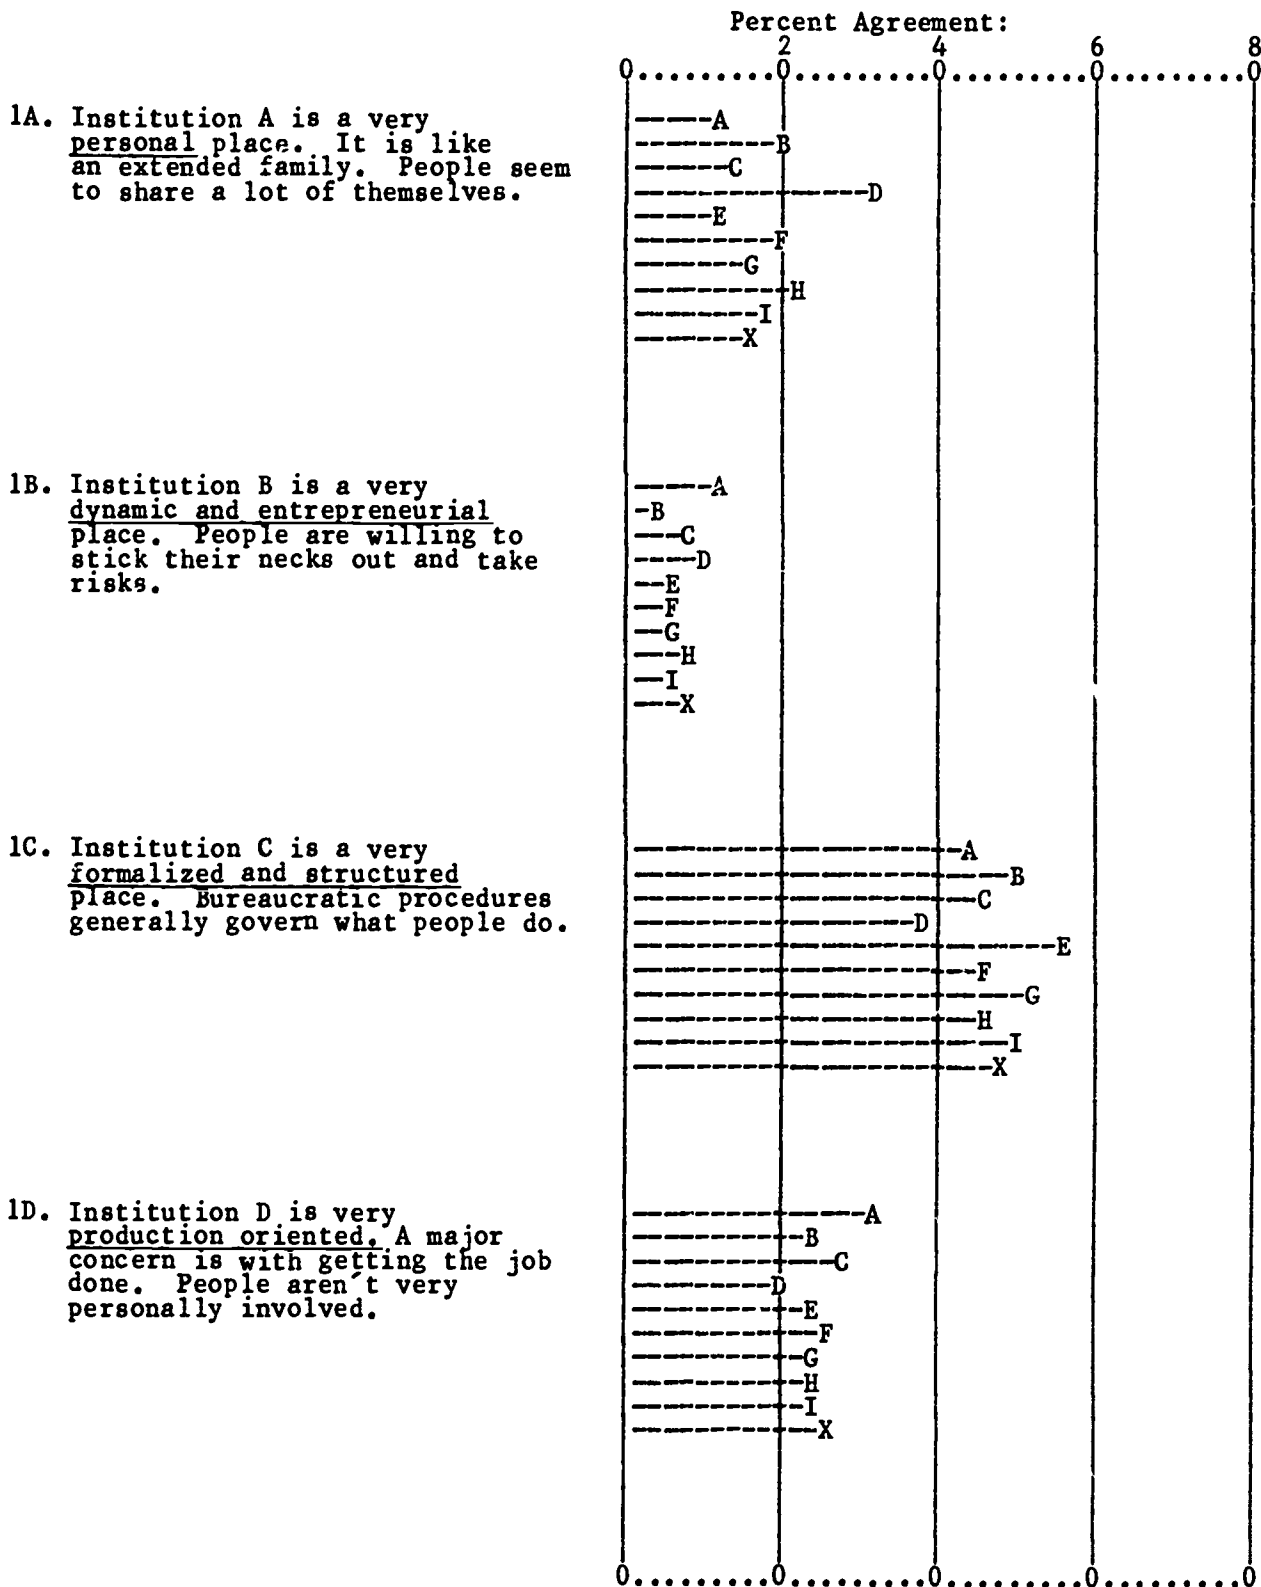 Percent Agreement:
2 4 6 8
0.........0.........0.........0.........0
1A. Institution A is a very
personal place. It is like
an extended family. People seem
to share a lot of themselves.
-----A
---------B
------C
---------------D
-----E
---------F
-------G
----------H
--------I
-------X
1B. Institution B is a very
dynamic and entrepreneurial
place. People are willing to
stick their necks out and take
risks.
-----A
-B
---C
----D
--E
--F
--G
---H
--I
---X
1C. Institution C is a very
formalized and structured
place. Bureaucratic procedures
generally govern what people do.
---------------------A
------------------------B
----------------------C
------------------D
---------------------------E
----------------------F
-------------------------G
----------------------H
------------------------I
-----------------------X
1D. Institution D is very
production oriented. A major
concern is with getting the job
done. People aren't very
personally involved.
---------------A
-----------B
-------------C
---------D
-----------E
------------F
-----------G
-----------H
-----------I
------------X
0.........0.........0.........0.........0